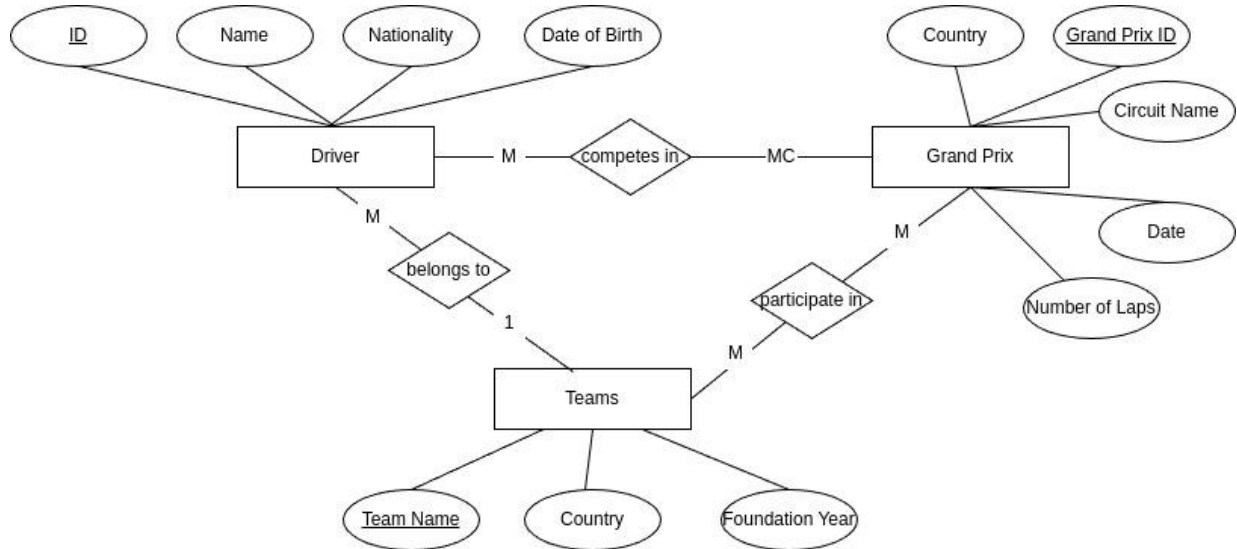 ID
Name
Nationality
Date of Birth
Country
Grand Prix ID
Circuit Name
Driver
M
competes in
MC
Grand Prix
M
belongs to
1
M
participate in
M
Date
Number of Laps
Teams
Team Name
Country
Foundation Year